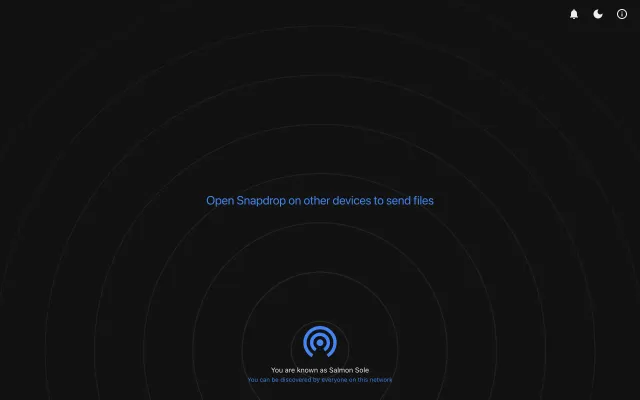 Open Snapdrop on other devices to send files
You are known as Salmon Sole
You can be discovered by everyone on this network